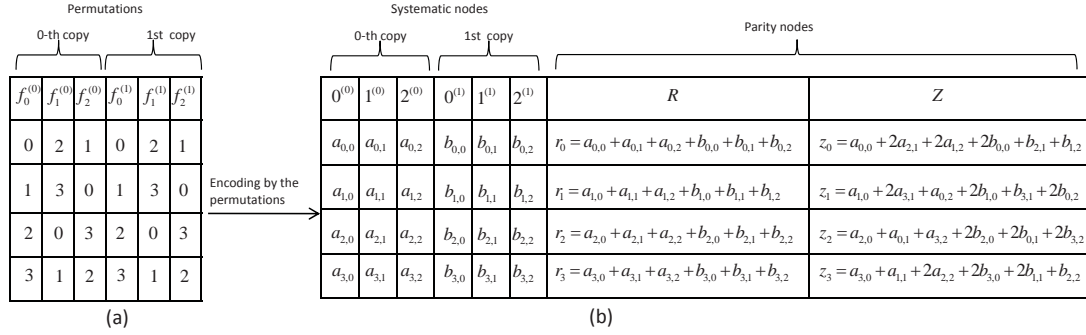 Permutations
0-th copy 1st copy
f_0^{(0)} f_1^{(0)} f_2^{(0)} f_0^{(1)} f_1^{(1)} f_2^{(1)}
0 2 1 0 2 1
1 3 0 1 3 0
2 0 3 2 0 3
3 1 2 3 1 2
(a)
Encoding by the
permutations
Systematic nodes Parity nodes
0-th copy 1st copy
0^{(0)} 1^{(0)} 2^{(0)} 0^{(1)} 1^{(1)} 2^{(1)} R Z
a_{0,0} a_{0,1} a_{0,2} b_{0,0} b_{0,1} b_{0,2} r_0 = a_{0,0} + a_{0,1} + a_{0,2} + b_{0,0} + b_{0,1} + b_{0,2} z_0 = a_{0,0} + 2a_{2,1} + 2a_{1,2} + 2b_{0,0} + b_{2,1} + b_{1,2}
a_{1,0} a_{1,1} a_{1,2} b_{1,0} b_{1,1} b_{1,2} r_1 = a_{1,0} + a_{1,1} + a_{1,2} + b_{1,0} + b_{1,1} + b_{1,2} z_1 = a_{1,0} + 2a_{3,1} + a_{0,2} + 2b_{1,0} + b_{3,1} + 2b_{0,2}
a_{2,0} a_{2,1} a_{2,2} b_{2,0} b_{2,1} b_{2,2} r_2 = a_{2,0} + a_{2,1} + a_{2,2} + b_{2,0} + b_{2,1} + b_{2,2} z_2 = a_{2,0} + a_{0,1} + a_{3,2} + 2b_{2,0} + 2b_{0,1} + 2b_{3,2}
a_{3,0} a_{3,1} a_{3,2} b_{3,0} b_{3,1} b_{3,2} r_3 = a_{3,0} + a_{3,1} + a_{3,2} + b_{3,0} + b_{3,1} + b_{3,2} z_3 = a_{3,0} + a_{1,1} + 2a_{2,2} + 2b_{3,0} + 2b_{1,1} + b_{2,2}
(b)